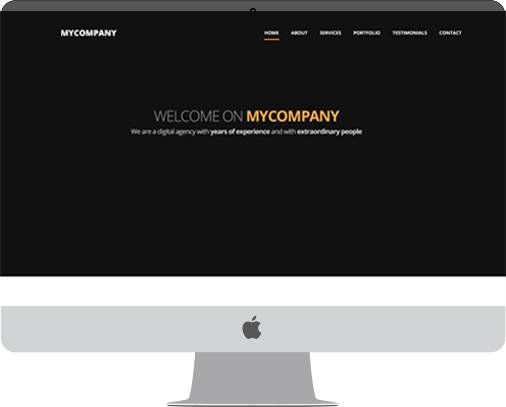 MYCOMPANY
HOME ABOUT SERVICES PORTFOLIO TESTIMONIALS CONTACT
WELCOME ON MYCOMPANY
We are a digital agency with years of experience and with extraordinary people